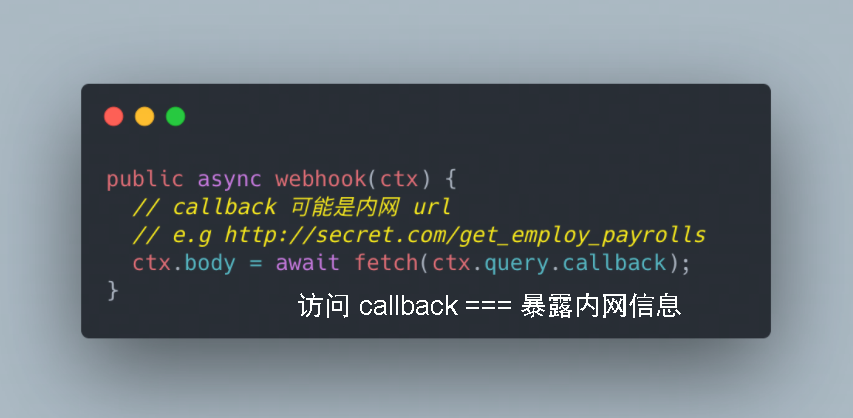 public async webhook(ctx) {
// callback 可能是内网 url
// e.g http://secret.com/get_employ_payrolls
ctx.body = await fetch(ctx.query.callback);
}
访问 callback === 暴露内网信息